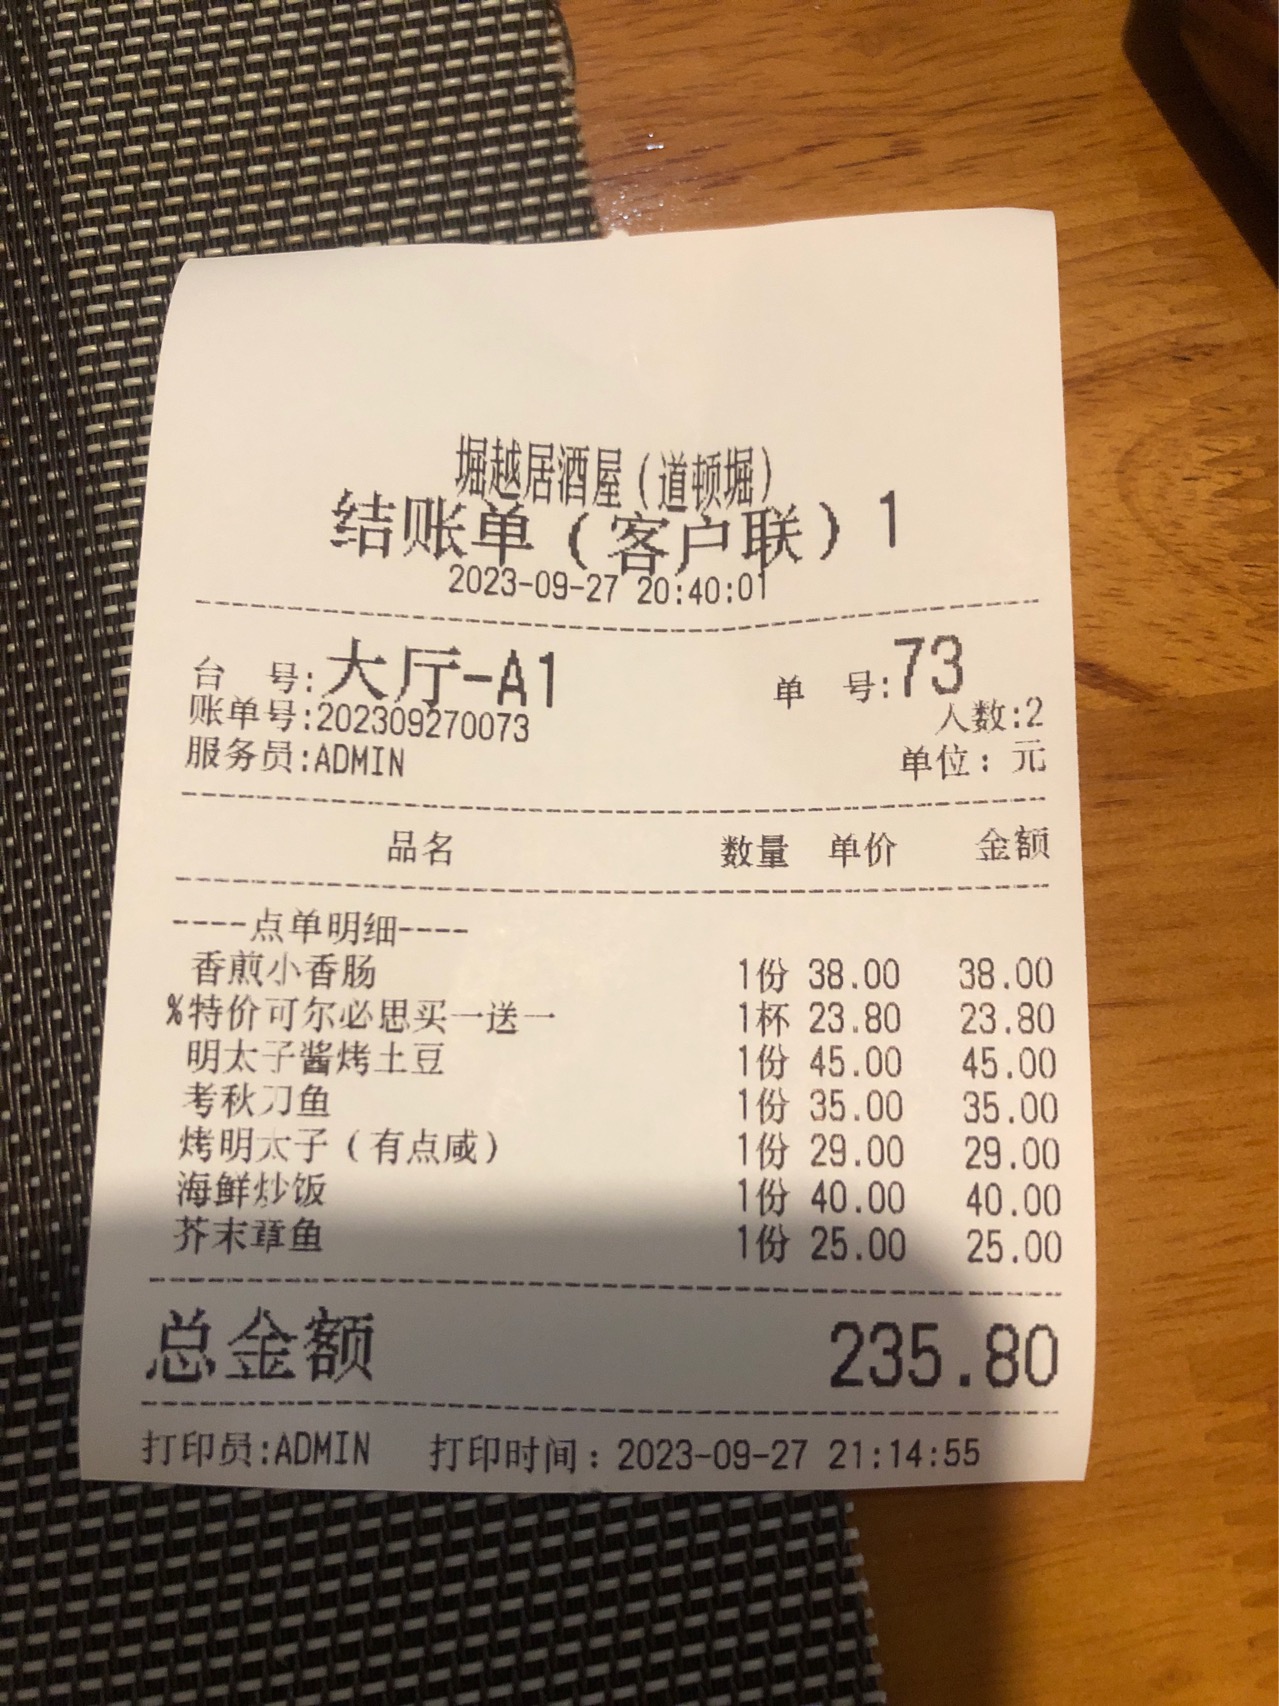 堀越居酒屋（道顿堀）
结账单（客户联）1
2023-09-27 20:40:01
台 号:大厅-A1 单 号:73
账单号:202309270073 人数:2
服务员:ADMIN 单位：元
品名 数量 单价 金额
----点单明细----
香煎小香肠 1份 38.00 38.00
%特价可尔必思买一送一 1杯 23.80 23.80
明太子酱烤土豆 1份 45.00 45.00
考秋刀鱼 1份 35.00 35.00
烤明太子（有点咸） 1份 29.00 29.00
海鲜炒饭 1份 40.00 40.00
芥末章鱼 1份 25.00 25.00
总金额 235.80
打印员:ADMIN 打印时间：2023-09-27 21:14:55